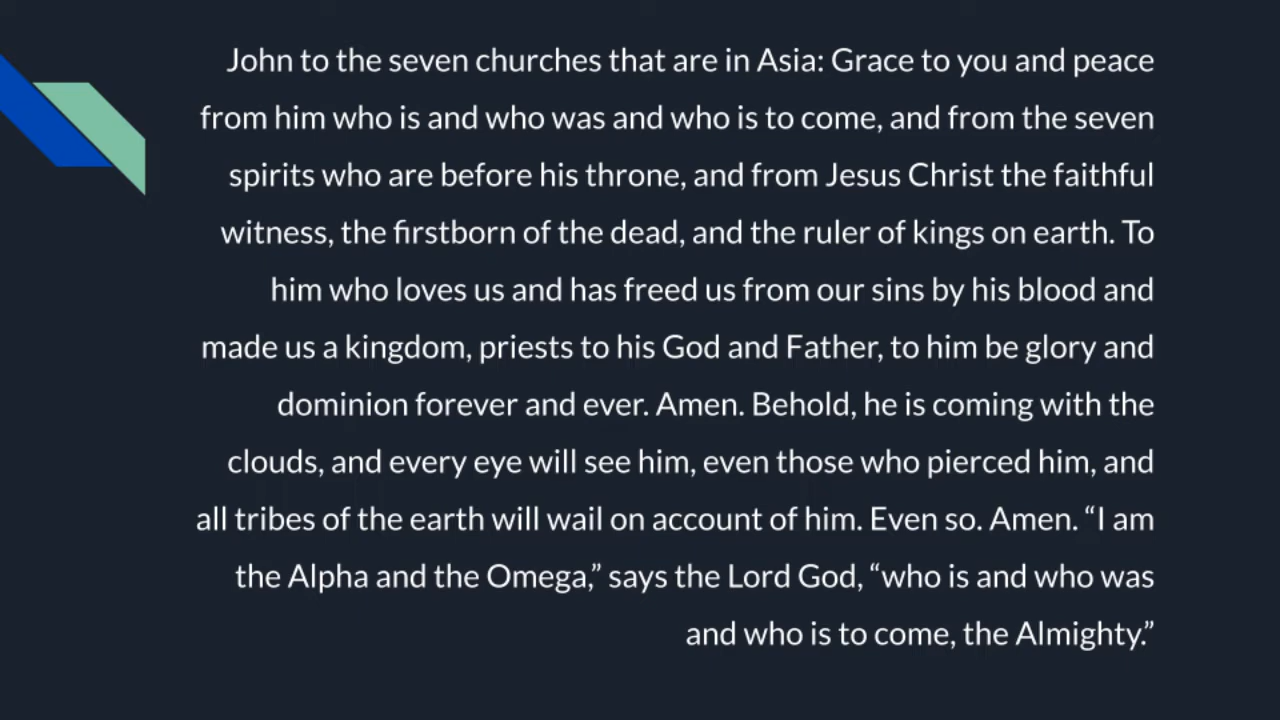 John to the seven churches that are in Asia: Grace to you and peace
from him who is and who was and who is to come, and from the seven
spirits who are before his throne, and from Jesus Christ the faithful
witness, the firstborn of the dead, and the ruler of kings on earth. To
him who loves us and has freed us from our sins by his blood and
made us a kingdom, priests to his God and Father, to him be glory and
dominion forever and ever. Amen. Behold, he is coming with the
clouds, and every eye will see him, even those who pierced him, and
all tribes of the earth will wail on account of him. Even so. Amen. “I am
the Alpha and the Omega,” says the Lord God, “who is and who was
and who is to come, the Almighty.”